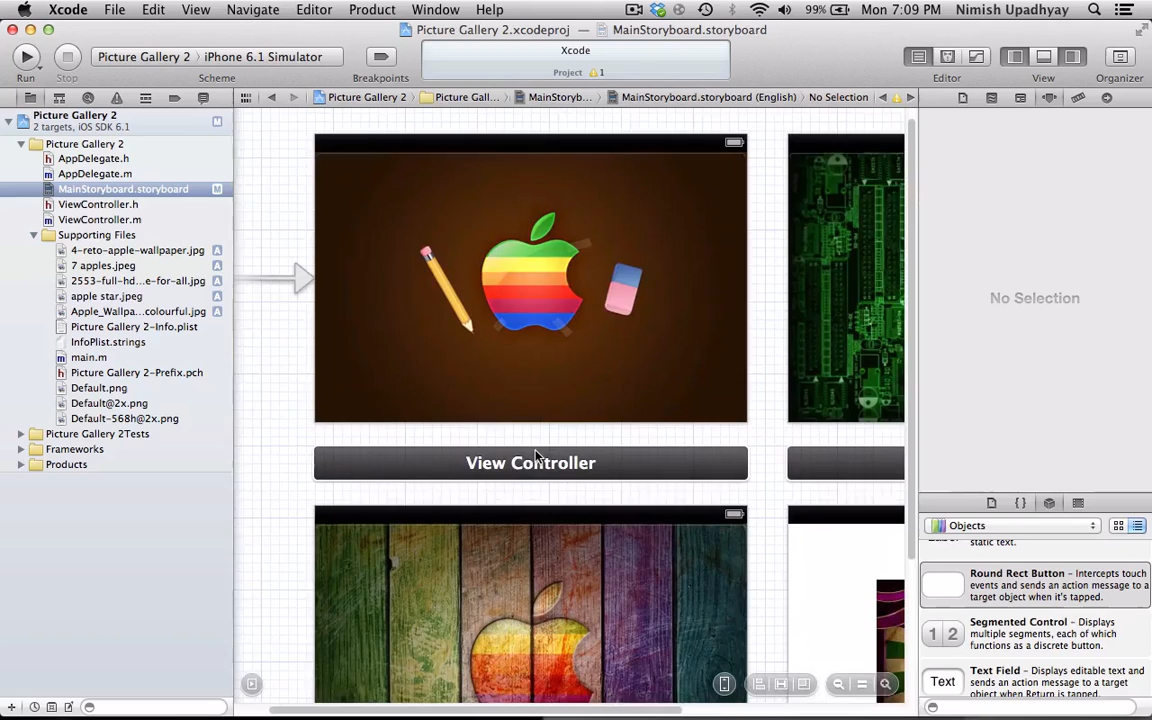 Xcode File Edit View Navigate Editor Product Window Help 99% Mon 7:09 PM Nimish Upadhyay
Picture Gallery 2.xcodeproj — MainStoryboard.storyboard
Picture Gallery 2 iPhone 6.1 Simulator
Xcode
Project 1
Run Stop Scheme Breakpoints Editor View Organizer
Picture Gallery 2 Picture Gall... MainStoryb... MainStoryboard.storyboard (English) No Selection
Picture Gallery 2 M
2 targets, iOS SDK 6.1
Picture Gallery 2
AppDelegate.h
AppDelegate.m
MainStoryboard.storyboard M
ViewController.h
ViewController.m
Supporting Files
4-reto-apple-wallpaper.jpg A
7 apples.jpeg A
2553-full-hd...e-for-all.jpg A
apple star.jpeg A
Apple_Wallpa...colourful.jpg A
Picture Gallery 2-Info.plist
InfoPlist.strings
main.m
Picture Gallery 2-Prefix.pch
Default.png
Default@2x.png
Default-568h@2x.png
Picture Gallery 2Tests
Frameworks
Products
View Controller
No Selection
Objects
static text.
Round Rect Button – Intercepts touch
events and sends an action message to a
target object when it's tapped.
1 2
Segmented Control – Displays
multiple segments, each of which
functions as a discrete button.
Text
Text Field – Displays editable text and
sends an action message to a target
object when Return is tapped.